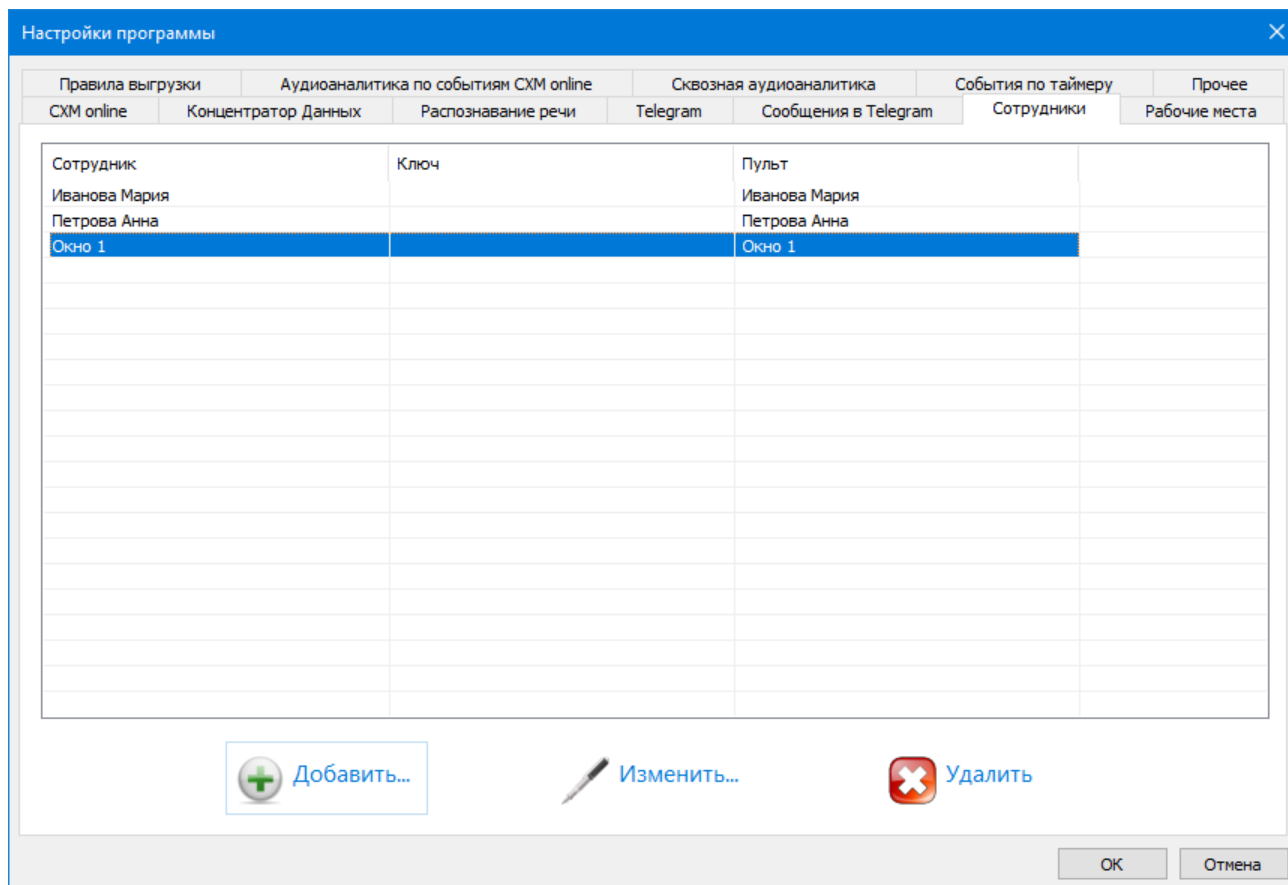 Настройки программы
Правила выгрузки Аудиоаналитика по событиям CXM online Сквозная аудиоаналитика События по таймеру Прочее
CXM online Концентратор Данных Распознавание речи Telegram Сообщения в Telegram Сотрудники Рабочие места
Сотрудник Ключ Пульт
Иванова Мария Иванова Мария
Петрова Анна Петрова Анна
Окно 1 Окно 1
Добавить... Изменить... Удалить
ОК Отмена